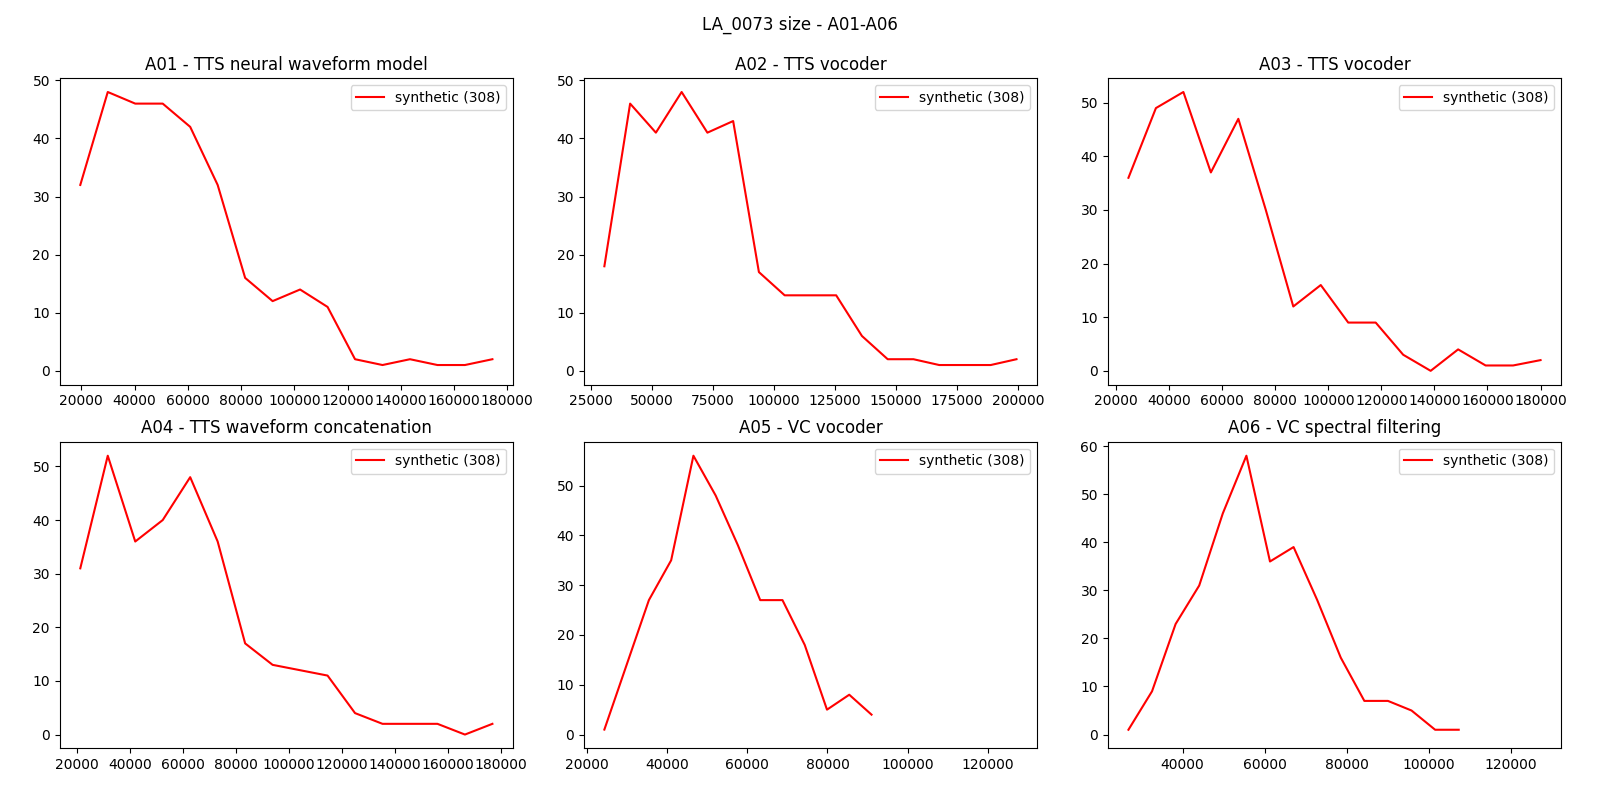 LA_0073 size - A01-A06
A01 - TTS neural waveform model
synthetic (308)
50
40
30
20
10
0
20000 40000 60000 80000 100000 120000 140000 160000 180000
A02 - TTS vocoder
synthetic (308)
50
40
30
20
10
0
25000 50000 75000 100000 125000 150000 175000 200000
A03 - TTS vocoder
synthetic (308)
50
40
30
20
10
0
20000 40000 60000 80000 100000 120000 140000 160000 180000
A04 - TTS waveform concatenation
synthetic (308)
50
40
30
20
10
0
20000 40000 60000 80000 100000 120000 140000 160000 180000
A05 - VC vocoder
synthetic (308)
50
40
30
20
10
0
20000 40000 60000 80000 100000 120000
A06 - VC spectral filtering
synthetic (308)
60
50
40
30
20
10
0
40000 60000 80000 100000 120000